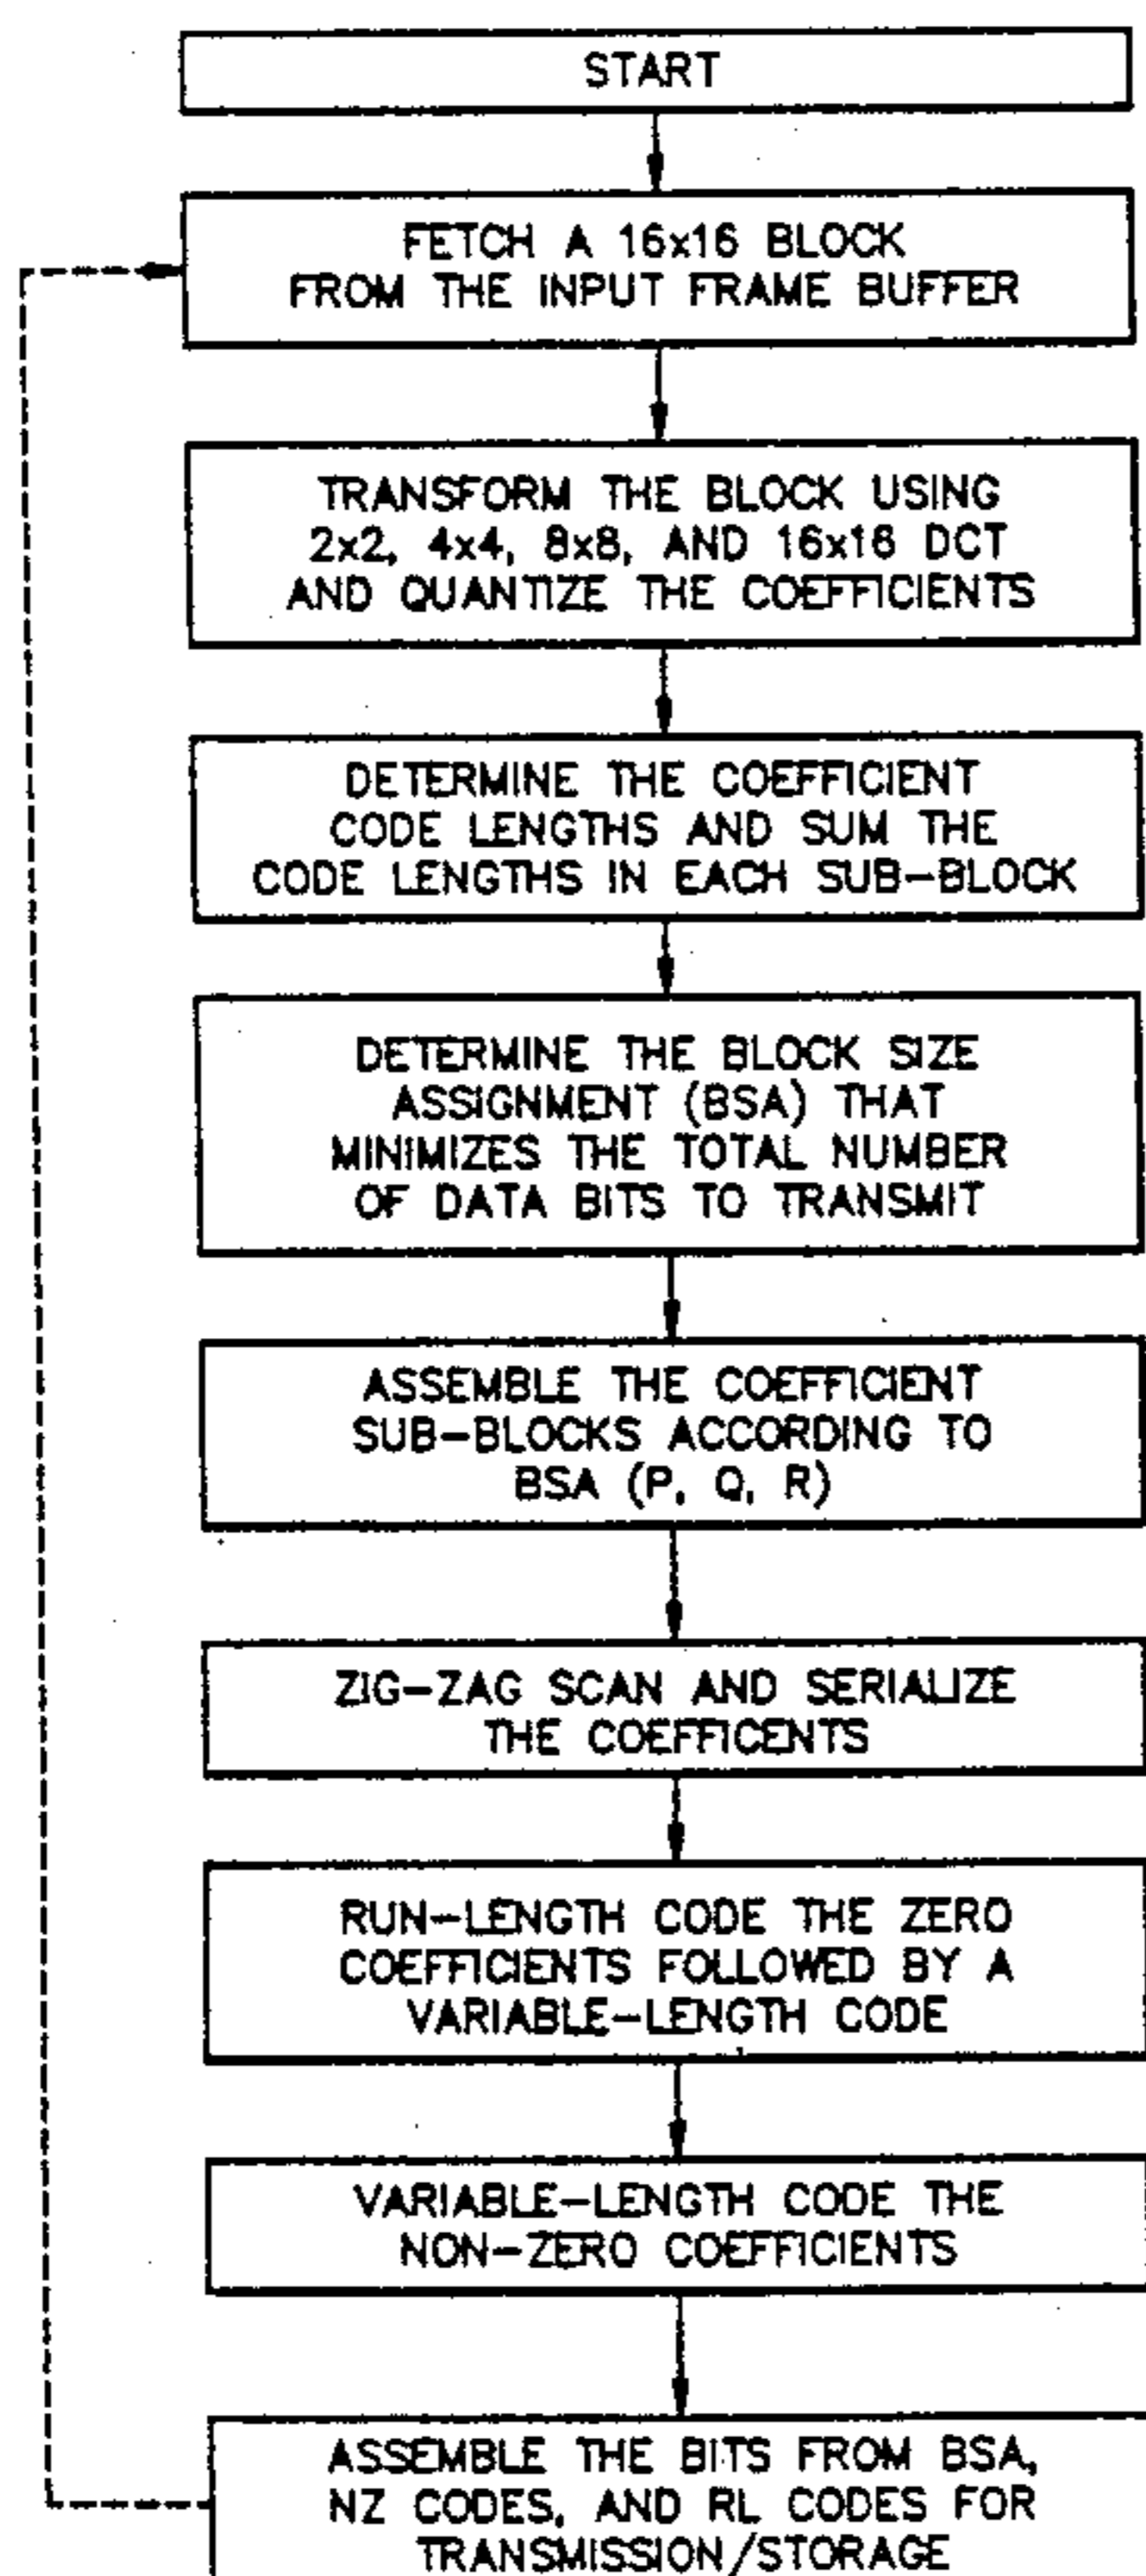 START
FETCH A 16x16 BLOCK
FROM THE INPUT FRAME BUFFER
TRANSFORM THE BLOCK USING
2x2, 4x4, 8x8, AND 16x16 DCT
AND QUANTIZE THE COEFFICIENTS
DETERMINE THE COEFFICIENT
CODE LENGTHS AND SUM THE
CODE LENGTHS IN EACH SUB-BLOCK
DETERMINE THE BLOCK SIZE
ASSIGNMENT (BSA) THAT
MINIMIZES THE TOTAL NUMBER
OF DATA BITS TO TRANSMIT
ASSEMBLE THE COEFFICIENT
SUB-BLOCKS ACCORDING TO
BSA (P, Q, R)
ZIG-ZAG SCAN AND SERIALIZE
THE COEFFICENTS
RUN-LENGTH CODE THE ZERO
COEFFICIENTS FOLLOWED BY A
VARIABLE-LENGTH CODE
VARIABLE-LENGTH CODE THE
NON-ZERO COEFFICIENTS
ASSEMBLE THE BITS FROM BSA,
NZ CODES, AND RL CODES FOR
TRANSMISSION/STORAGE